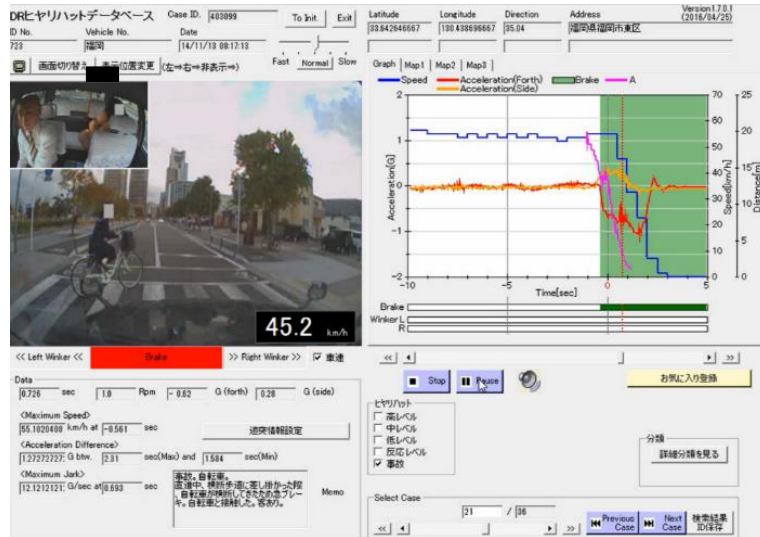 DRヒヤリハットデータベース
Case ID. 403099
To Init. Exit
ID No. Vehicle No. Date
723 福岡 14/11/13 08:17:13
画面切り替え 表示位置変更 (左⇒右⇒非表示⇒)
Fast Normal Slow
45.2 km/h
<< Left Winker << Brake >> Right Winker >> 車速
Data
0.726 sec 1.0 Rpm - 0.62 G (forth) 0.28 G (side)
<Maximum Speed>
55.1020408 km/h at -0.561 sec
追突情報設定
<Acceleration Difference>
1.27272727 G btw. 2.31 sec(Max) and 1.584 sec(Min)
<Maximum Jark>
12.1212121 G/sec at 0.693 sec
事故。自転車。
直進中、横断歩道に差し掛かった際
、自転車が横断してきたため急ブレー
キ。自転車と接触した。客あり。
Memo
Version1.7.0.1
(2016/04/25)
Latitude Longitude Direction Address
33.642646667 130.438696667 35.04 福岡県福岡市東区
Graph Map1 Map2 Map3
Speed Acceleration(Forth) Brake A
Acceleration(Side)
Acceleration[G]
2
1
0
-1
-2
-10 -5 0 5
Time[sec]
Speed[km/h]
70
60
50
40
30
20
10
0
Distance[m]
25
20
15
10
5
0
Brake
Winker L
R
<< >>
Stop Pause お気に入り登録
ヒヤリハット
高レベル
中レベル
低レベル
反応レベル
事故
分類
詳細分類を見る
Select Case
21 / 36
<< >>
Previous Case Next Case 検索結果
ID保存